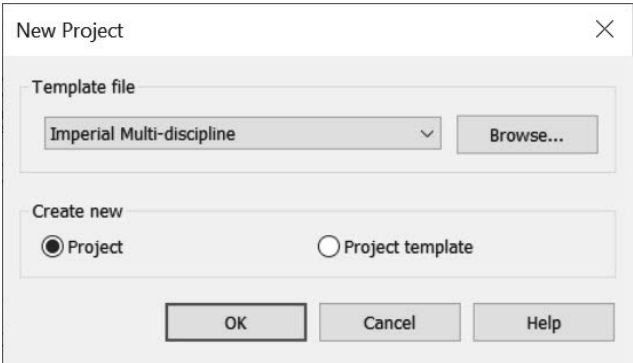 New Project
Template file
Imperial Multi-discipline
Browse...
Create new
Project
Project template
OK
Cancel
Help